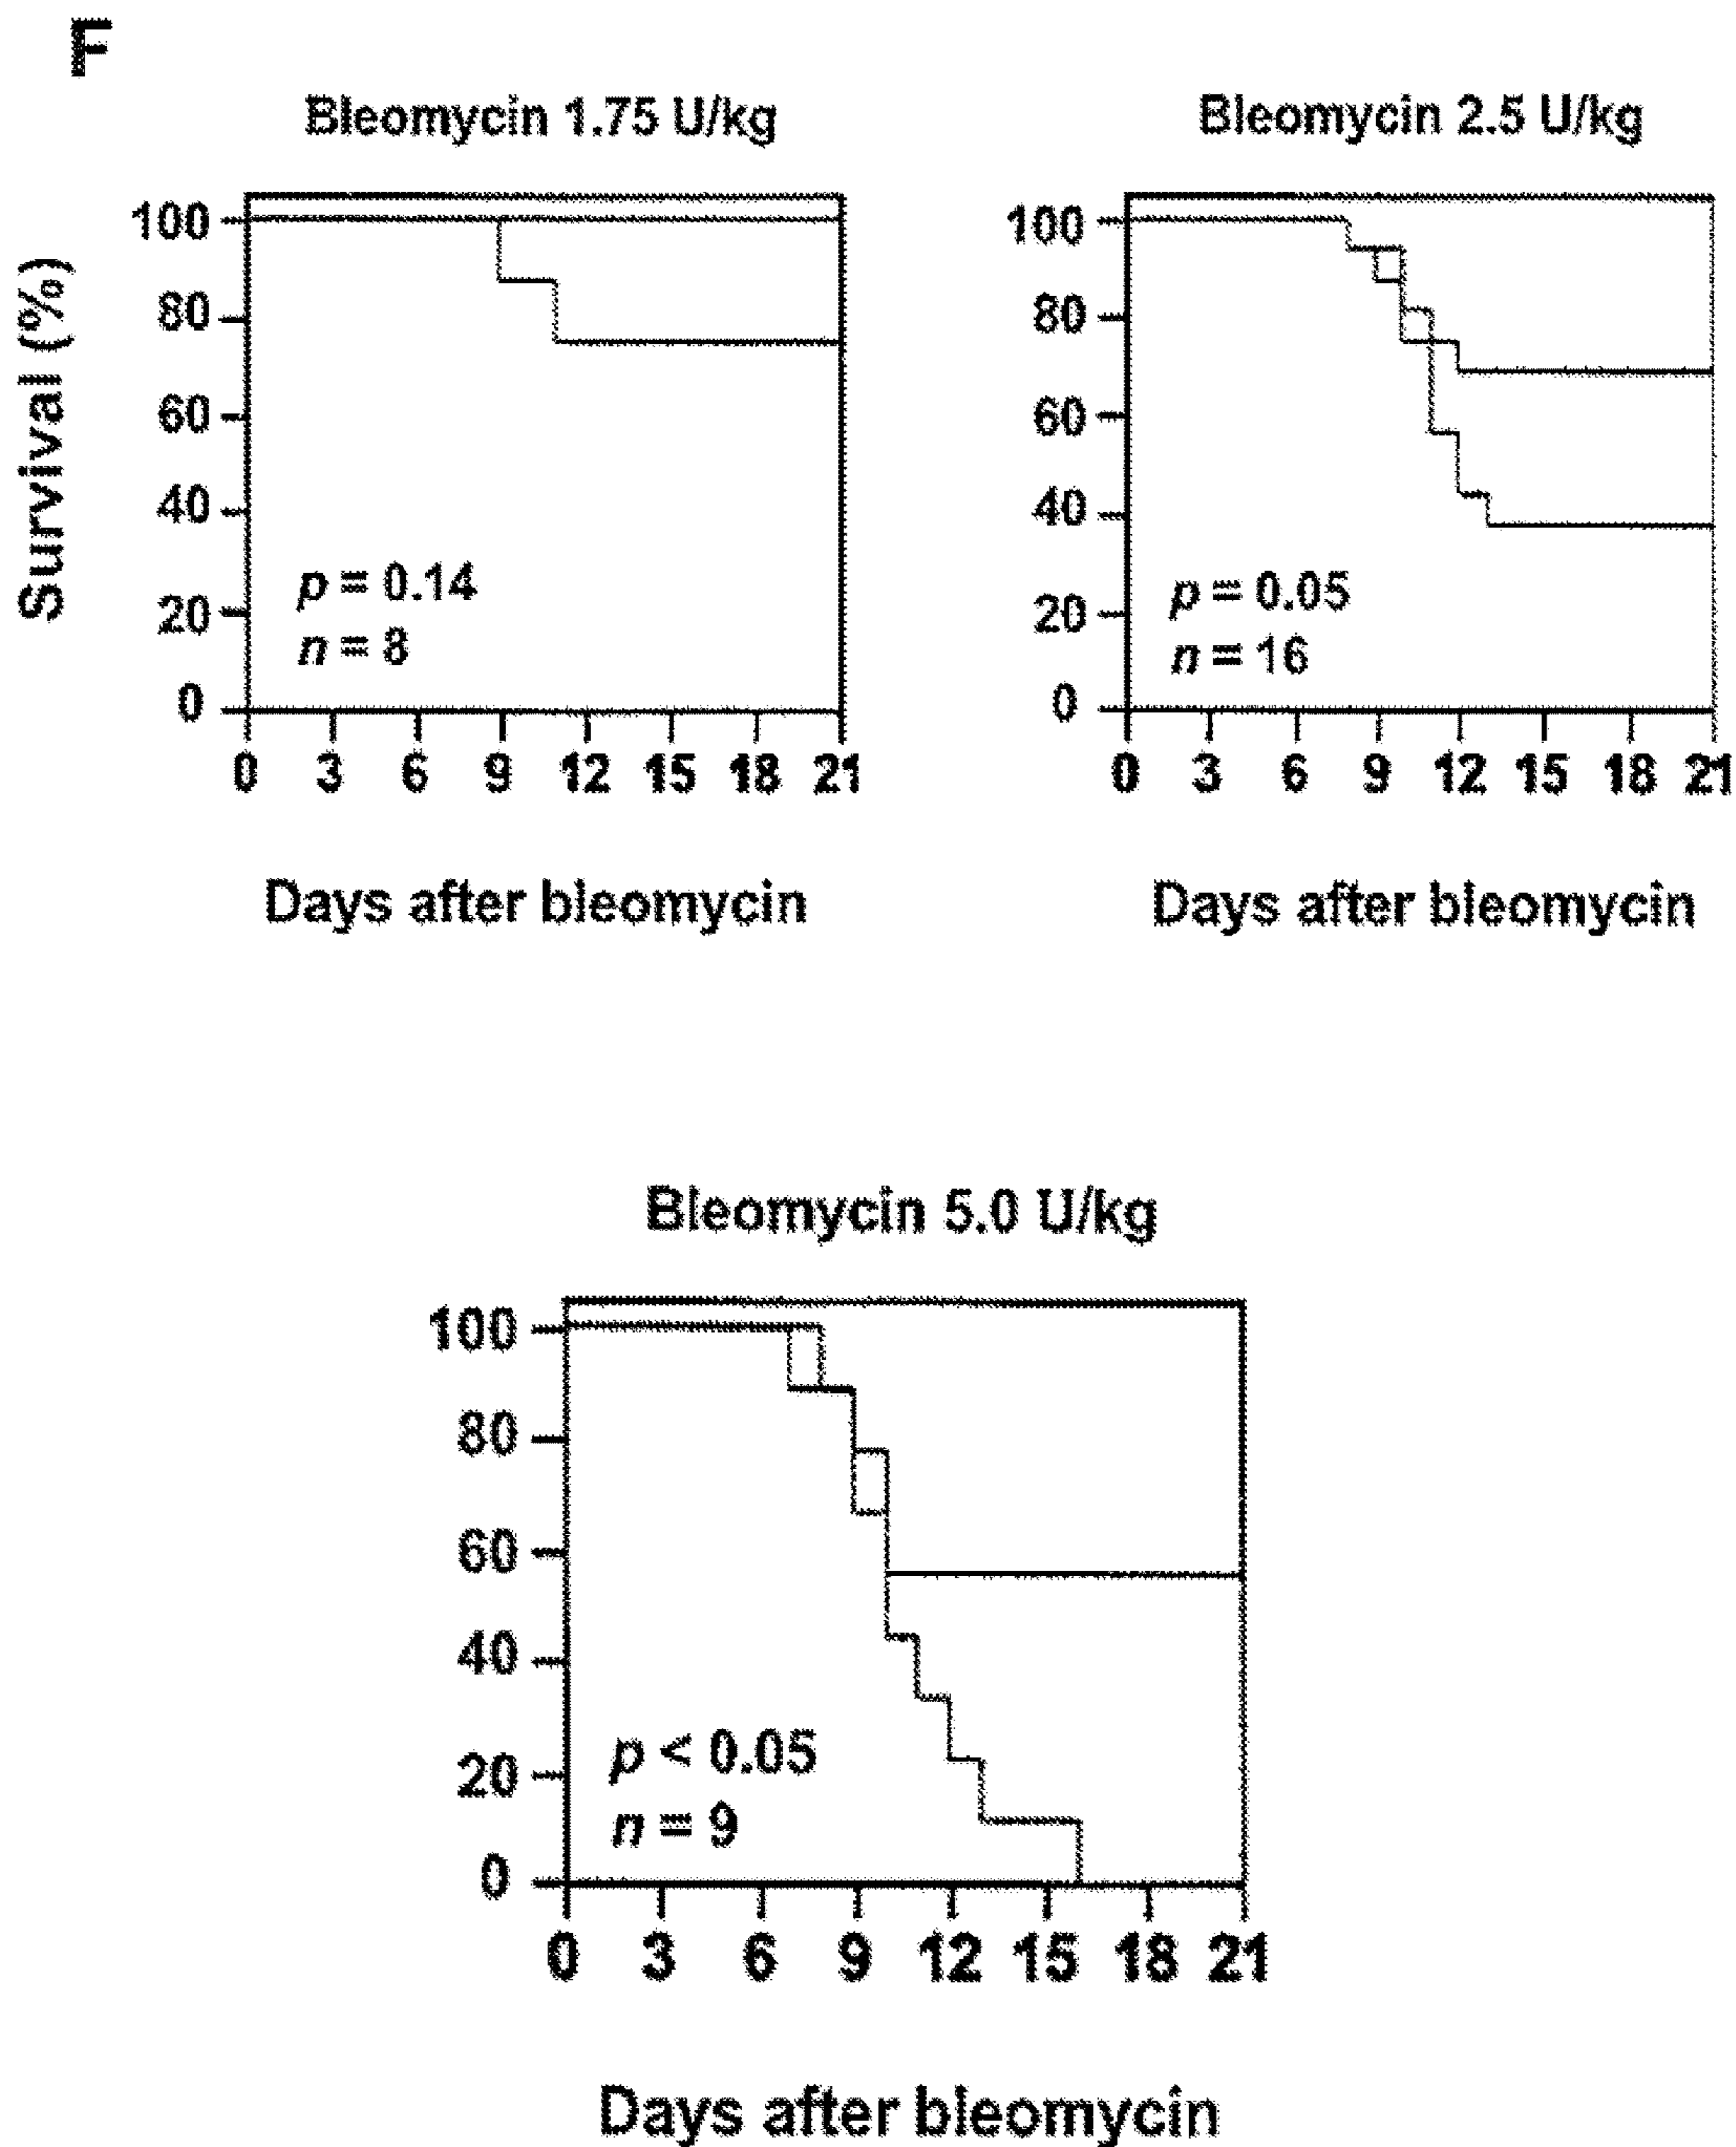 F
Bleomycin 1.75 U/kg
Survival (%)
100
80
60
40
20
0
p = 0.14
n = 8
0 3 6 9 12 15 18 21
Days after bleomycin
Bleomycin 2.5 U/kg
100
80
60
40
20
0
p = 0.05
n = 16
0 3 6 9 12 15 18 21
Days after bleomycin
Bleomycin 5.0 U/kg
100
80
60
40
20
0
p < 0.05
n = 9
0 3 6 9 12 15 18 21
Days after bleomycin